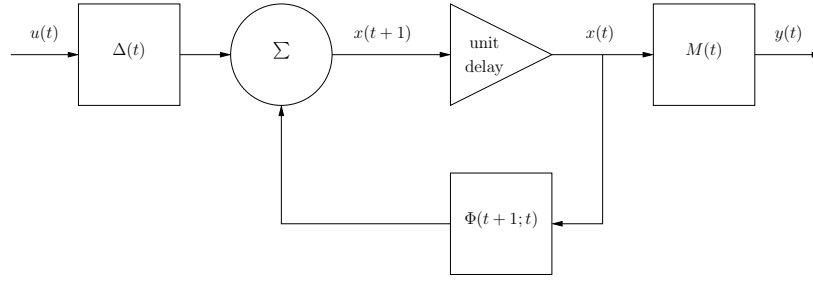 u(t)
Δ(t)
Σ
x(t+1)
unit
delay
x(t)
M(t)
y(t)
Φ(t+1;t)